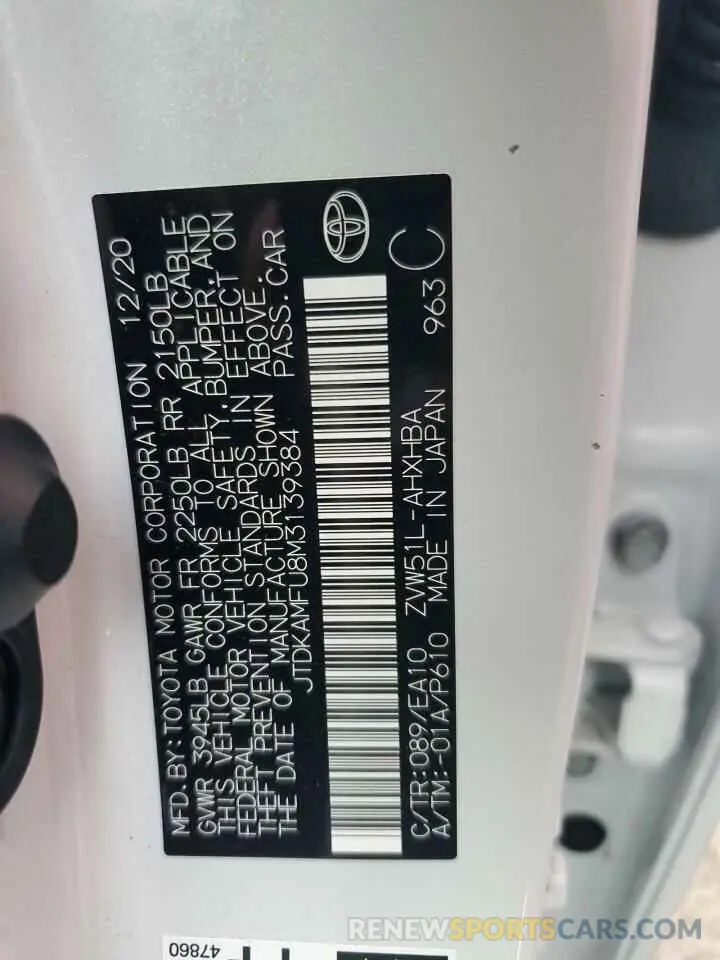 MFD.BY:TOYOTA MOTOR CORPORATION 12/20
GVWR 3945LB GAWR FR 2250LB RR 2150LB
THIS VEHICLE CONFORMS TO ALL APPLICABLE
FEDERAL MOTOR VEHICLE SAFETY,BUMPER,AND
THEFT PREVENTION STANDARDS IN EFFECT ON
THE DATE OF MANUFACTURE SHOWN ABOVE.
JTDKAMFU8M3139384 PASS.CAR
C/TR:089/EA10 ZVW51L-AHXHBA 963 C
A/TM:-01A/P610 MADE IN JAPAN
47860
RENEWSPORTSCARS.COM